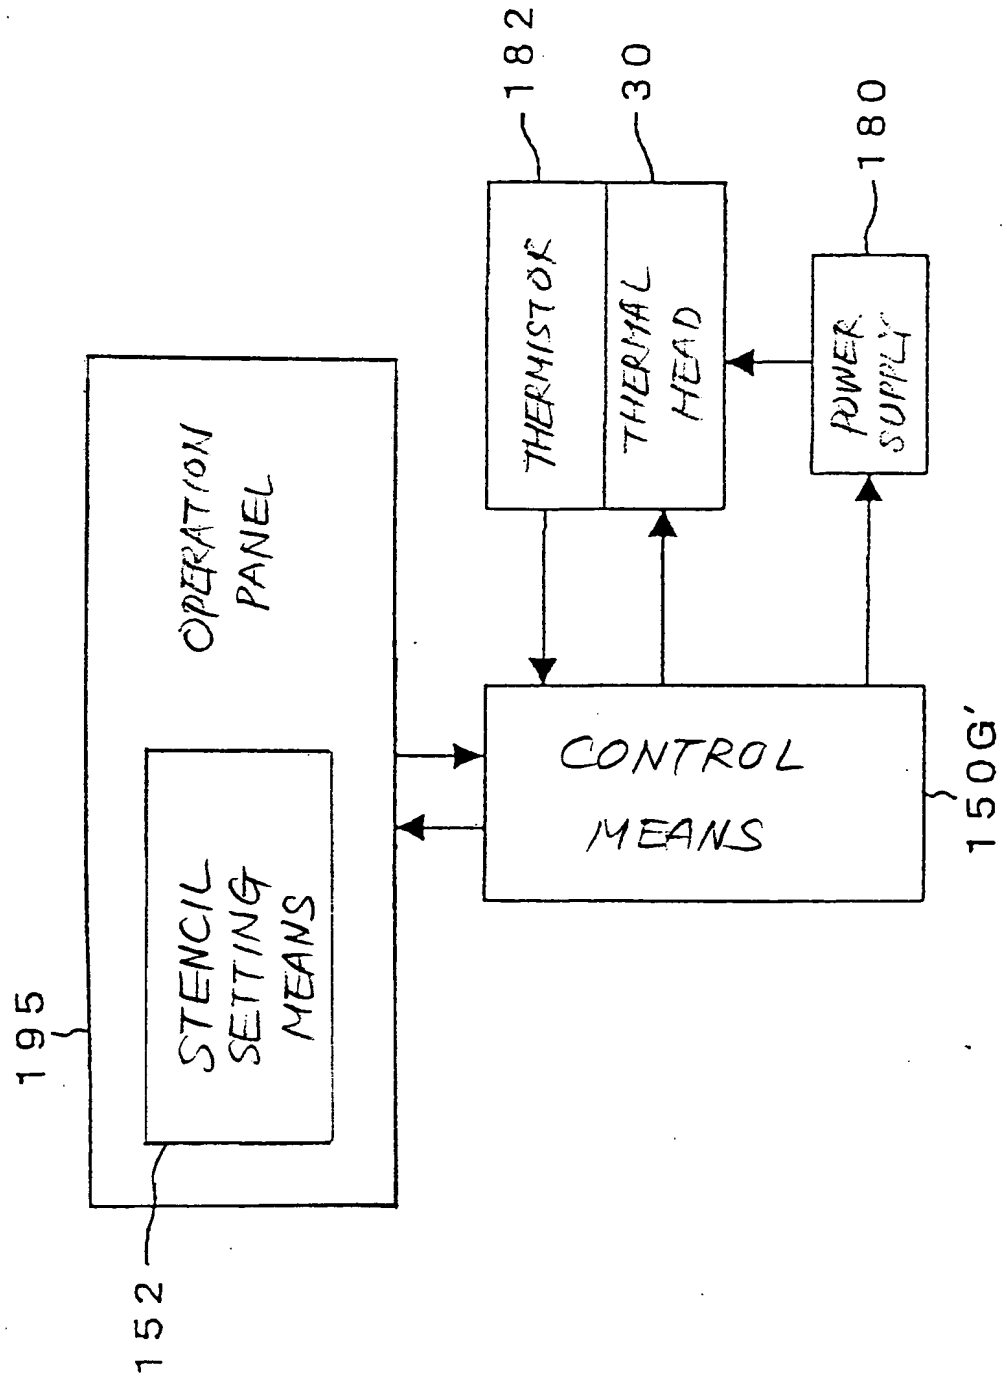 195
152
STENCIL
SETTING
MEANS
OPERATION
PANEL
CONTROL
MEANS
150G'
THERMISTOR
182
THERMAL
HEAD
30
POWER
SUPPLY
180